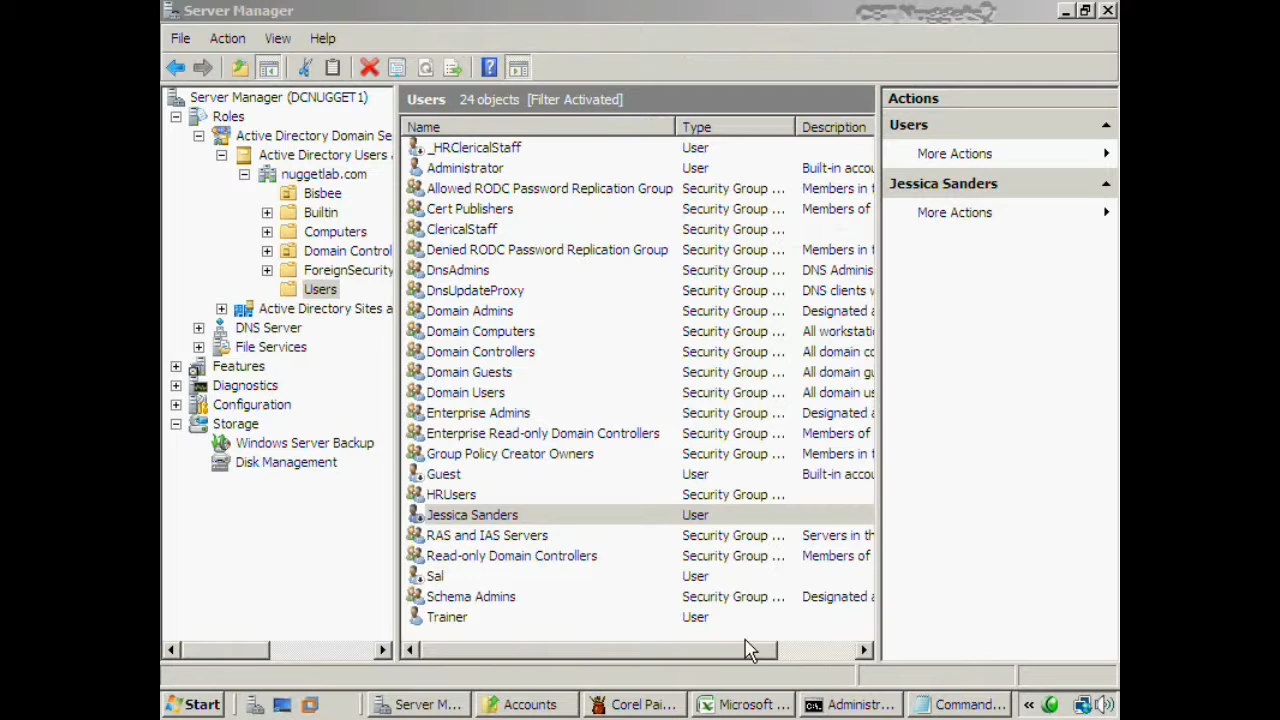 Server Manager
File Action View Help
Server Manager (DCNUGGET1)
Roles
Active Directory Domain Se
Active Directory Users
nuggetlab.com
Bisbee
Builtin
Computers
Domain Control
ForeignSecurity
Users
Active Directory Sites a
DNS Server
File Services
Features
Diagnostics
Configuration
Storage
Windows Server Backup
Disk Management
Users 24 objects [Filter Activated]
Name Type Description
_HRClericalStaff User
Administrator User Built-in accou
Allowed RODC Password Replication Group Security Group ... Members in t
Cert Publishers Security Group ... Members of
ClericalStaff Security Group ...
Denied RODC Password Replication Group Security Group ... Members in t
DnsAdmins Security Group ... DNS Adminis
DnsUpdateProxy Security Group ... DNS clients w
Domain Admins Security Group ... Designated a
Domain Computers Security Group ... All workstati
Domain Controllers Security Group ... All domain co
Domain Guests Security Group ... All domain gu
Domain Users Security Group ... All domain us
Enterprise Admins Security Group ... Designated a
Enterprise Read-only Domain Controllers Security Group ... Members of
Group Policy Creator Owners Security Group ... Members in t
Guest User Built-in accou
HRUsers Security Group ...
Jessica Sanders User
RAS and IAS Servers Security Group ... Servers in th
Read-only Domain Controllers Security Group ... Members of
Sal User
Schema Admins Security Group ... Designated a
Trainer User
Actions
Users
More Actions
Jessica Sanders
More Actions
Start Server M... Accounts Corel Pai... Microsoft ... Administr... Command... «